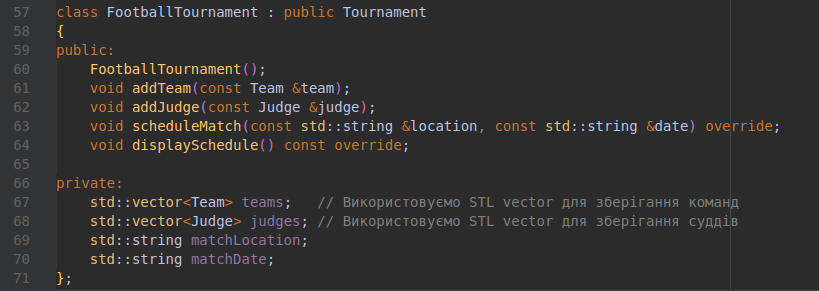 57 class FootballTournament : public Tournament
58 {
59 public:
60     FootballTournament();
61     void addTeam(const Team &team);
62     void addJudge(const Judge &judge);
63     void scheduleMatch(const std::string &location, const std::string &date) override;
64     void displaySchedule() const override;
65
66 private:
67     std::vector<Team> teams;   // Використовуємо STL vector для зберігання команд
68     std::vector<Judge> judges; // Використовуємо STL vector для зберігання суддів
69     std::string matchLocation;
70     std::string matchDate;
71 };